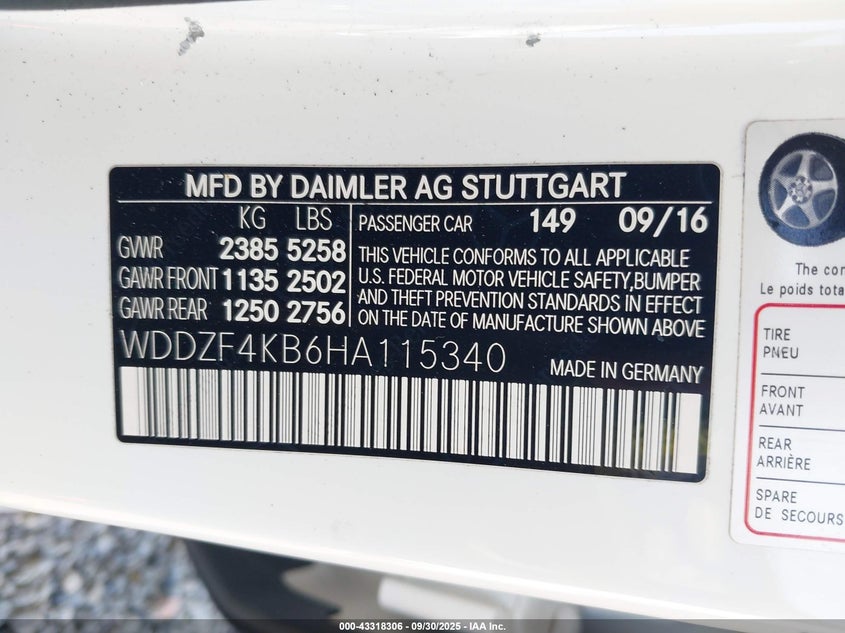 MFD BY DAIMLER AG STUTTGART
KG LBS
GVWR 2385 5258
GAWR FRONT 1135 2502
GAWR REAR 1250 2756
PASSENGER CAR 149 09/16
THIS VEHICLE CONFORMS TO ALL APPLICABLE
U.S. FEDERAL MOTOR VEHICLE SAFETY,BUMPER
AND THEFT PREVENTION STANDARDS IN EFFECT
ON THE DATE OF MANUFACTURE SHOWN ABOVE
WDDZF4KB6HA115340
MADE IN GERMANY
The
Le poids
TIRE
PNEU
FRONT
AVANT
REAR
ARRIÈRE
SPARE
DE SECOURS
000-43318306 — 09/30/2025 — IAA Inc.